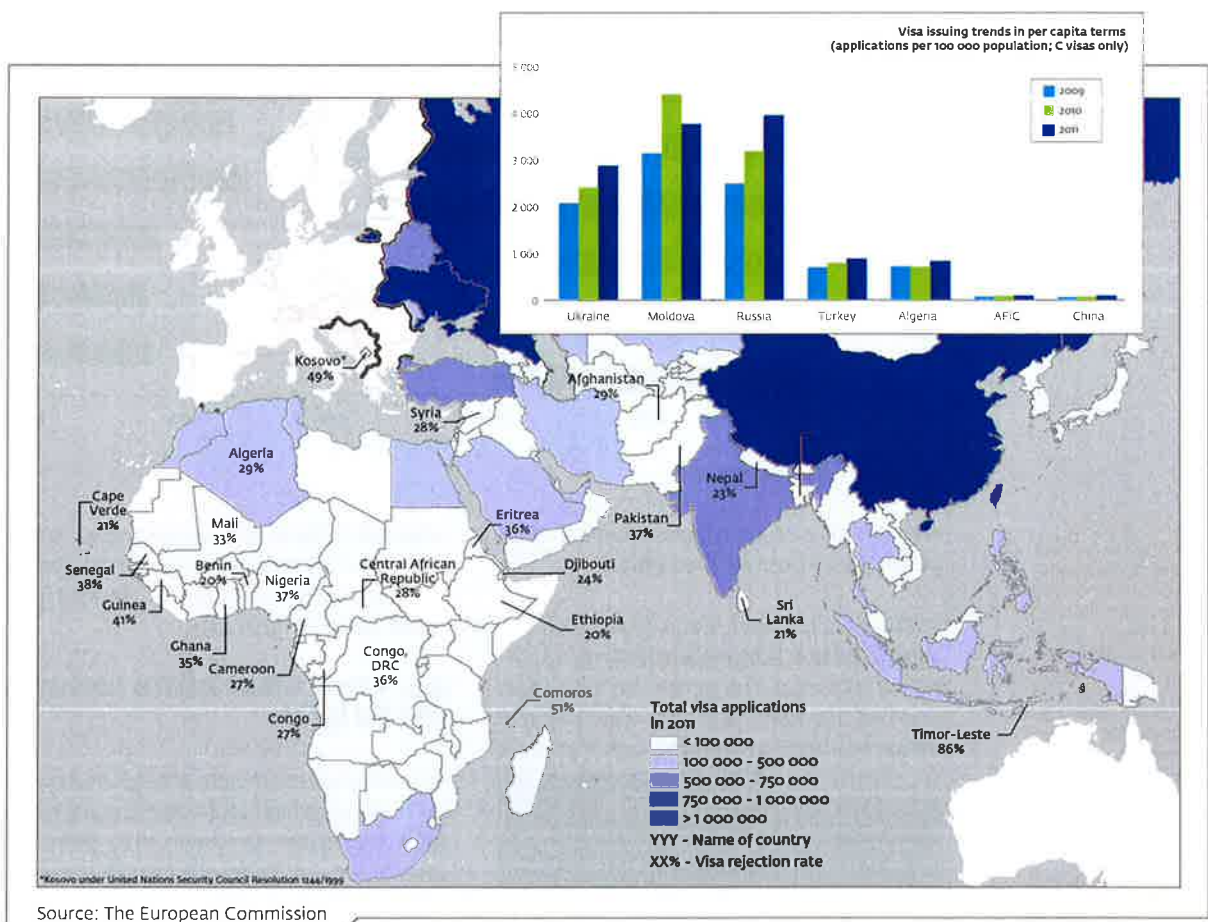 Visa issuing trends in per capita terms
(applications per 100 000 population; C visas only)
5 000
4 000
3 000
2 000
1 000
0
2009
2010
2011
Ukraine
Moldova
Russia
Turkey
Algeria
AFIC
China
Kosovo*
49%
Afghanistan
29%
Syria
28%
Algeria
29%
Nepal
23%
Cape
Verde
21%
Mali
33%
Eritrea
36%
Pakistan
37%
Senegal
38%
Benin
20%
Nigeria
37%
Central African
Republic
28%
Djibouti
24%
Guinea
41%
Ethiopia
20%
Sri
Lanka
21%
Ghana
35%
Cameroon
27%
Congo,
DRC
36%
Comoros
51%
Congo
27%
Timor-Leste
86%
Total visa applications
in 2011
< 100 000
100 000 - 500 000
500 000 - 750 000
750 000 - 1 000 000
> 1 000 000
YYY - Name of country
XX% - Visa rejection rate
*Kosovo under United Nations Security Council Resolution 1244/1999
Source: The European Commission